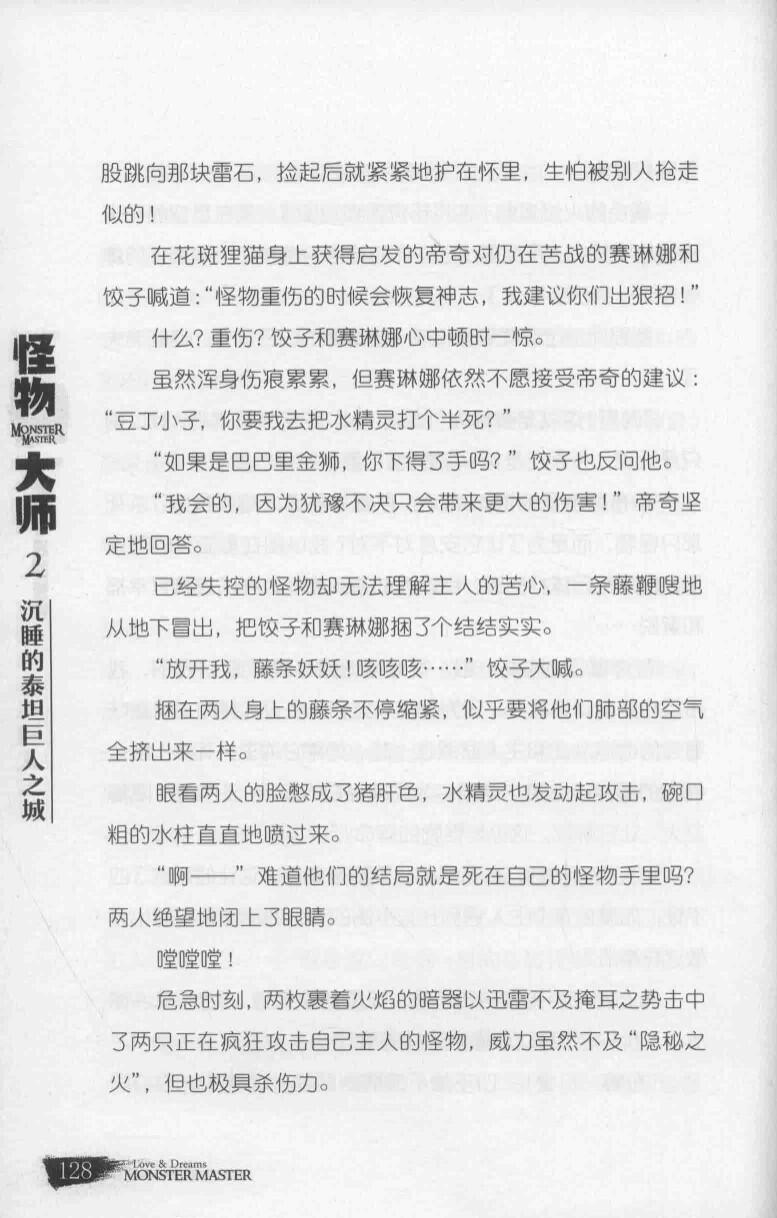 股跳向那块雷石，捡起后就紧紧地护在怀里，生怕被别人抢走
似的！
在花斑狸猫身上获得启发的帝奇对仍在苦战的赛琳娜和
饺子喊道：“怪物重伤的时候会恢复神志，我建议你们出狠招！”
什么？重伤？饺子和赛琳娜心中顿时一惊。
虽然浑身伤痕累累，但赛琳娜依然不愿接受帝奇的建议：
“豆丁小子，你要我去把水精灵打个半死？”
“如果是巴巴里金狮，你下得了手吗？”饺子也反问他。
“我会的，因为犹豫不决只会带来更大的伤害！”帝奇坚
定地回答。
已经失控的怪物却无法理解主人的苦心，一条藤鞭嗖地
从地下冒出，把饺子和赛琳娜捆了个结结实实。
“放开我，藤条妖妖！咳咳咳……”饺子大喊。
捆在两人身上的藤条不停缩紧，似乎要将他们肺部的空气
全挤出来一样。
眼看两人的脸憋成了猪肝色，水精灵也发动起攻击，碗口
粗的水柱直直地喷过来。
“啊——”难道他们的结局就是死在自己的怪物手里吗？
两人绝望地闭上了眼睛。
嘡嘡嘡！
危急时刻，两枚裹着火焰的暗器以迅雷不及掩耳之势击中
了两只正在疯狂攻击自己主人的怪物，威力虽然不及“隐秘之
火”，但也极具杀伤力。
怪物
MONSTER
MASTER
大师
2
沉睡的泰坦巨人之城
128
Love & Dreams
MONSTER MASTER